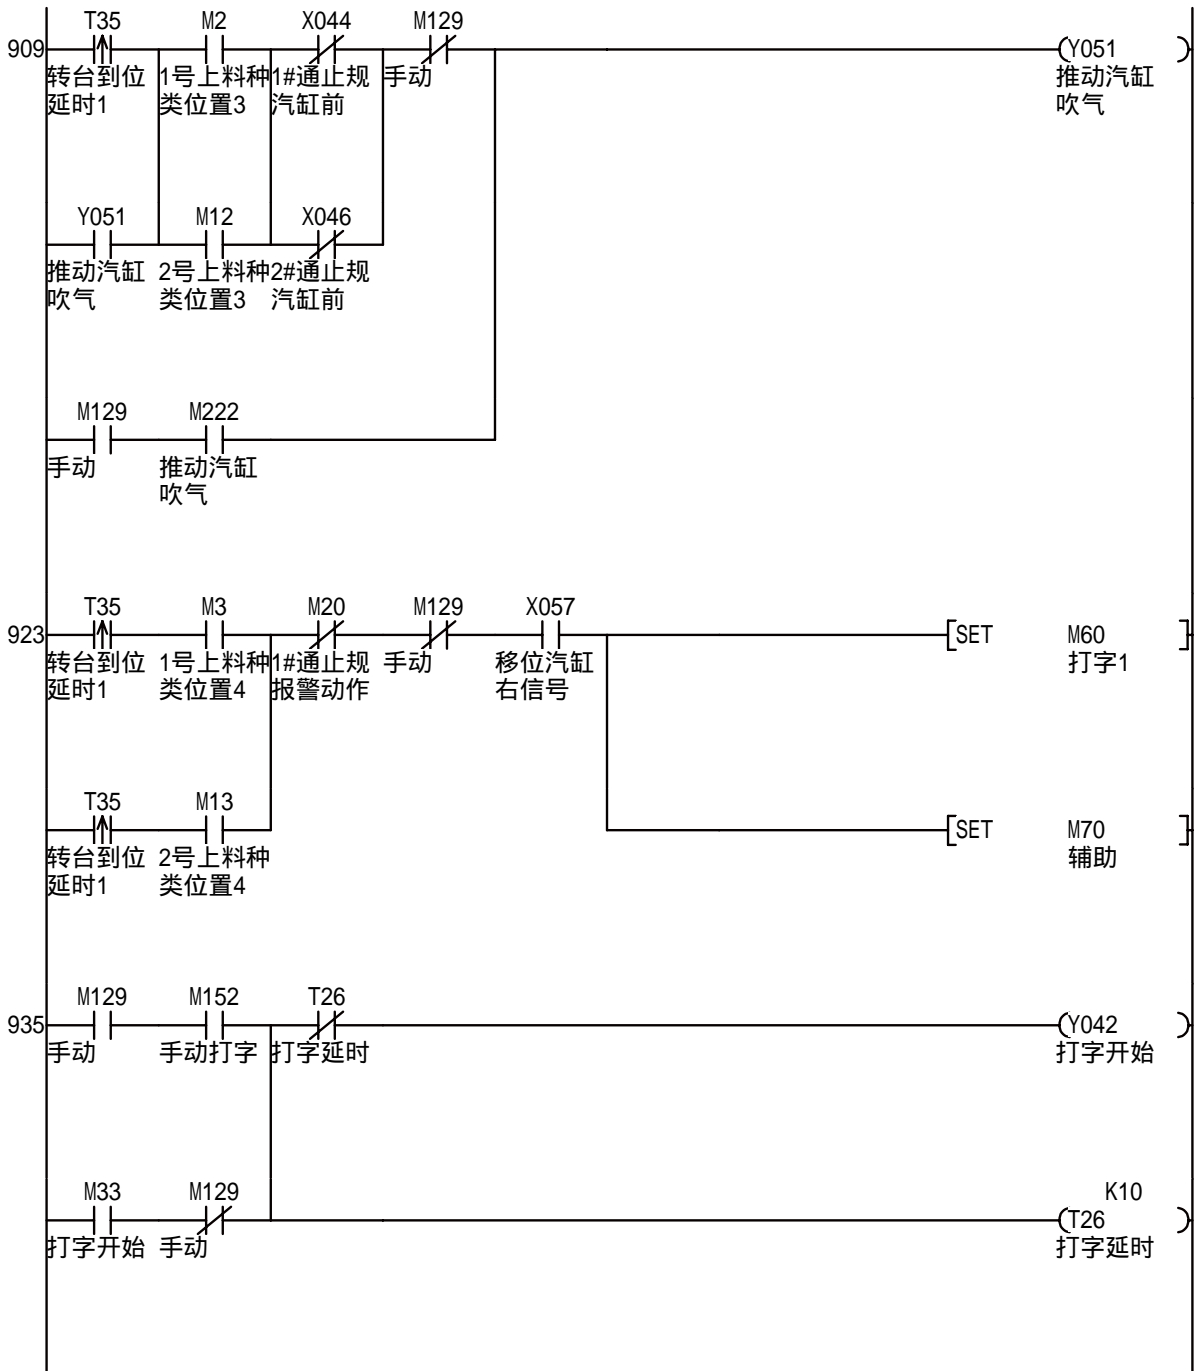 T35 M2 X044 M129
909 (Y051 )
转台到位 1号上料种 1#通止规 手动 推动汽缸
延时1 类位置3 汽缸前 吹气
Y051 M12 X046
推动汽缸 2号上料种 2#通止规
吹气 类位置3 汽缸前
M129 M222
手动 推动汽缸
吹气
T35 M3 M20 M129 X057
923 [SET M60 ]
转台到位 1号上料种 1#通止规 手动 移位汽缸 打字1
延时1 类位置4 报警动作 右信号
T35 M13
[SET M70 ]
转台到位 2号上料种 辅助
延时1 类位置4
M129 M152 T26
935 (Y042 )
手动 手动打字 打字延时 打字开始
M33 M129 K10
(T26 )
打字开始 手动 打字延时